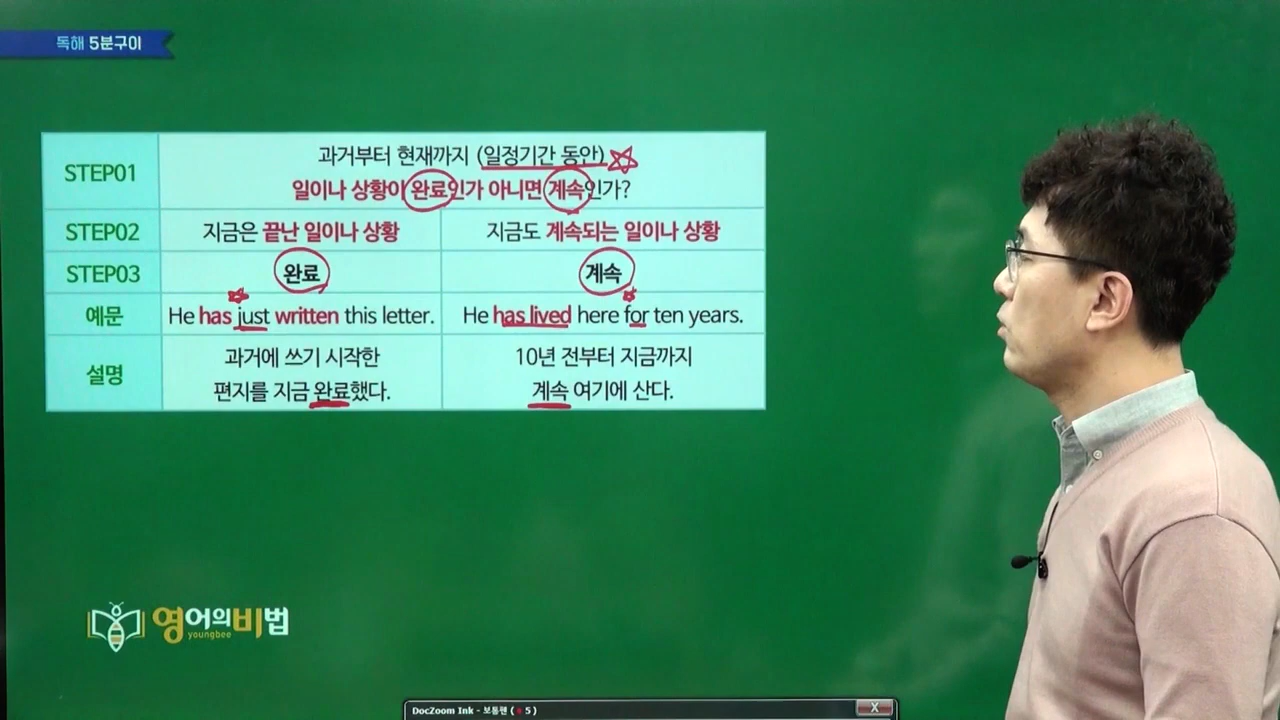 독해 5분구이
STEP01
과거부터 현재까지 (일정기간 동안)
일이나 상황이 완료인가 아니면 계속인가?
STEP02
지금은 끝난 일이나 상황
지금도 계속되는 일이나 상황
STEP03
완료
계속
예문
He has just written this letter.
He has lived here for ten years.
설명
과거에 쓰기 시작한
편지를 지금 완료했다.
10년 전부터 지금까지
계속 여기에 산다.
영어의비법
youngbee
DocZoom Ink - 보통펜 ( 5 )
X